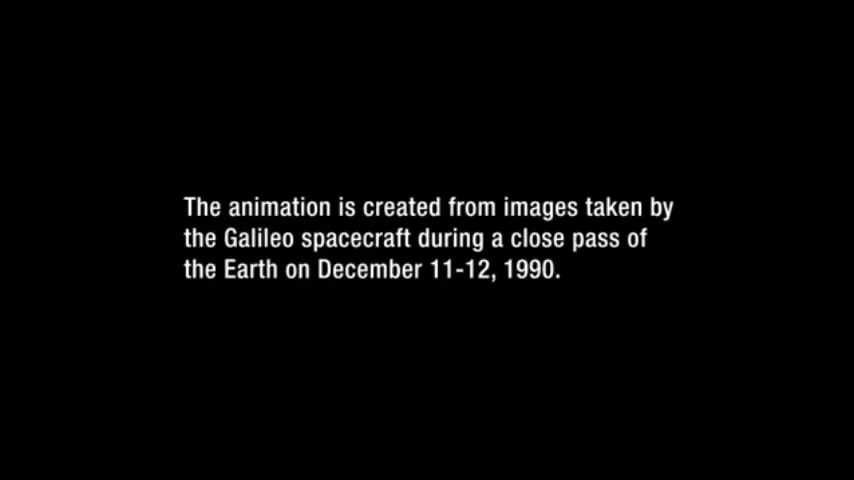 The animation is created from images taken by
the Galileo spacecraft during a close pass of
the Earth on December 11-12, 1990.